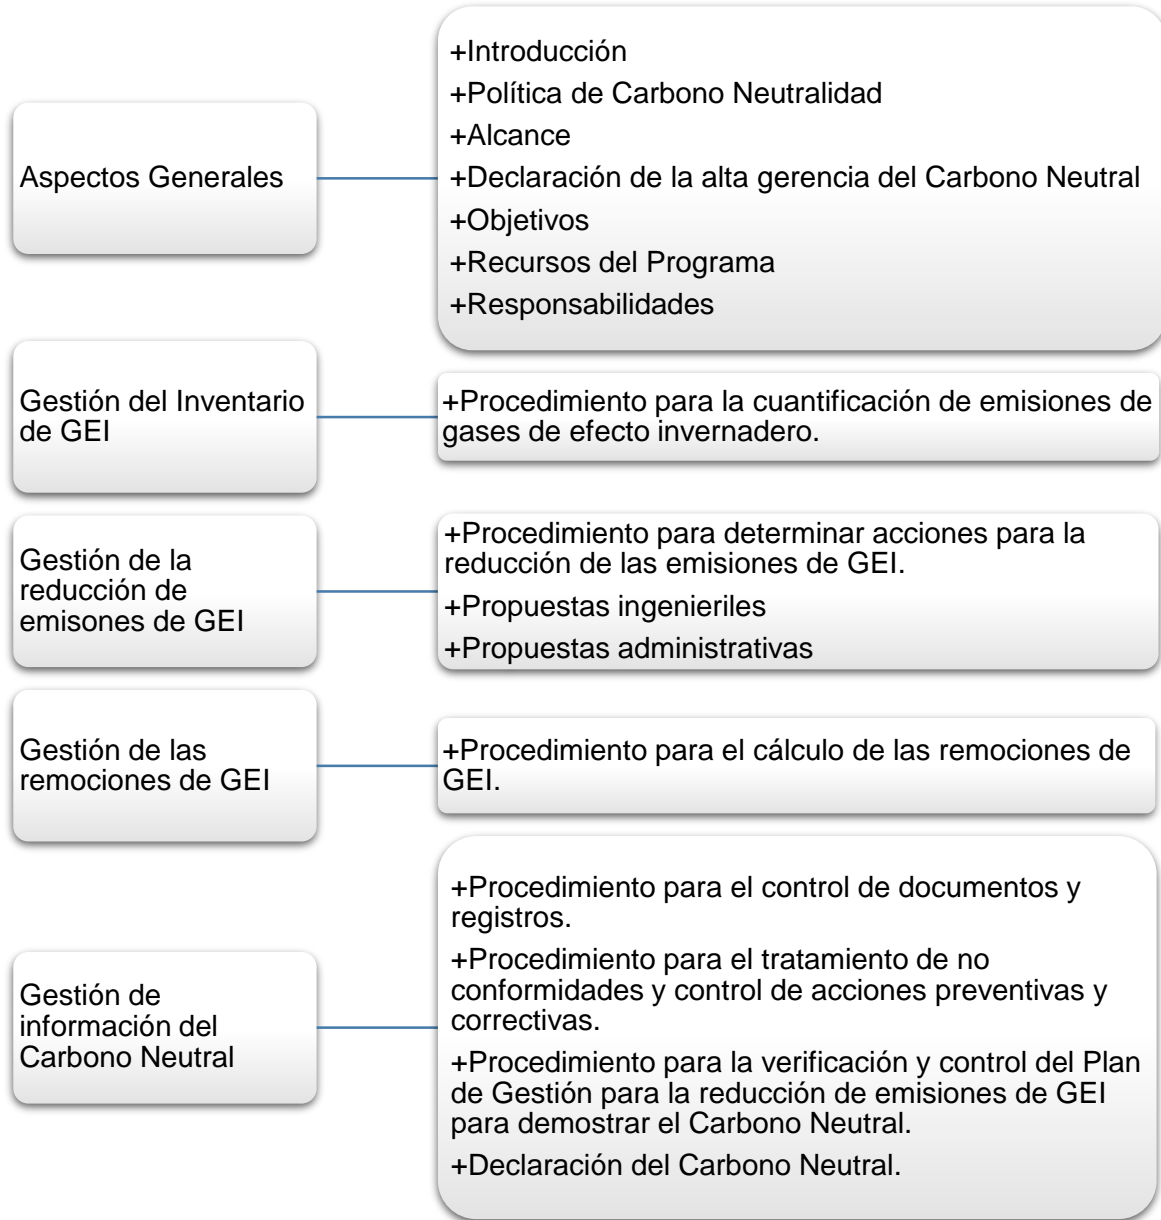 Aspectos Generales
+Introducción
+Política de Carbono Neutralidad
+Alcance
+Declaración de la alta gerencia del Carbono Neutral
+Objetivos
+Recursos del Programa
+Responsabilidades
Gestión del Inventario
de GEI
+Procedimiento para la cuantificación de emisiones de
gases de efecto invernadero.
Gestión de la
reducción de
emisones de GEI
+Procedimiento para determinar acciones para la
reducción de las emisiones de GEI.
+Propuestas ingenieriles
+Propuestas administrativas
Gestión de las
remociones de GEI
+Procedimiento para el cálculo de las remociones de
GEI.
Gestión de
información del
Carbono Neutral
+Procedimiento para el control de documentos y
registros.
+Procedimiento para el tratamiento de no
conformidades y control de acciones preventivas y
correctivas.
+Procedimiento para la verificación y control del Plan
de Gestión para la reducción de emisiones de GEI
para demostrar el Carbono Neutral.
+Declaración del Carbono Neutral.